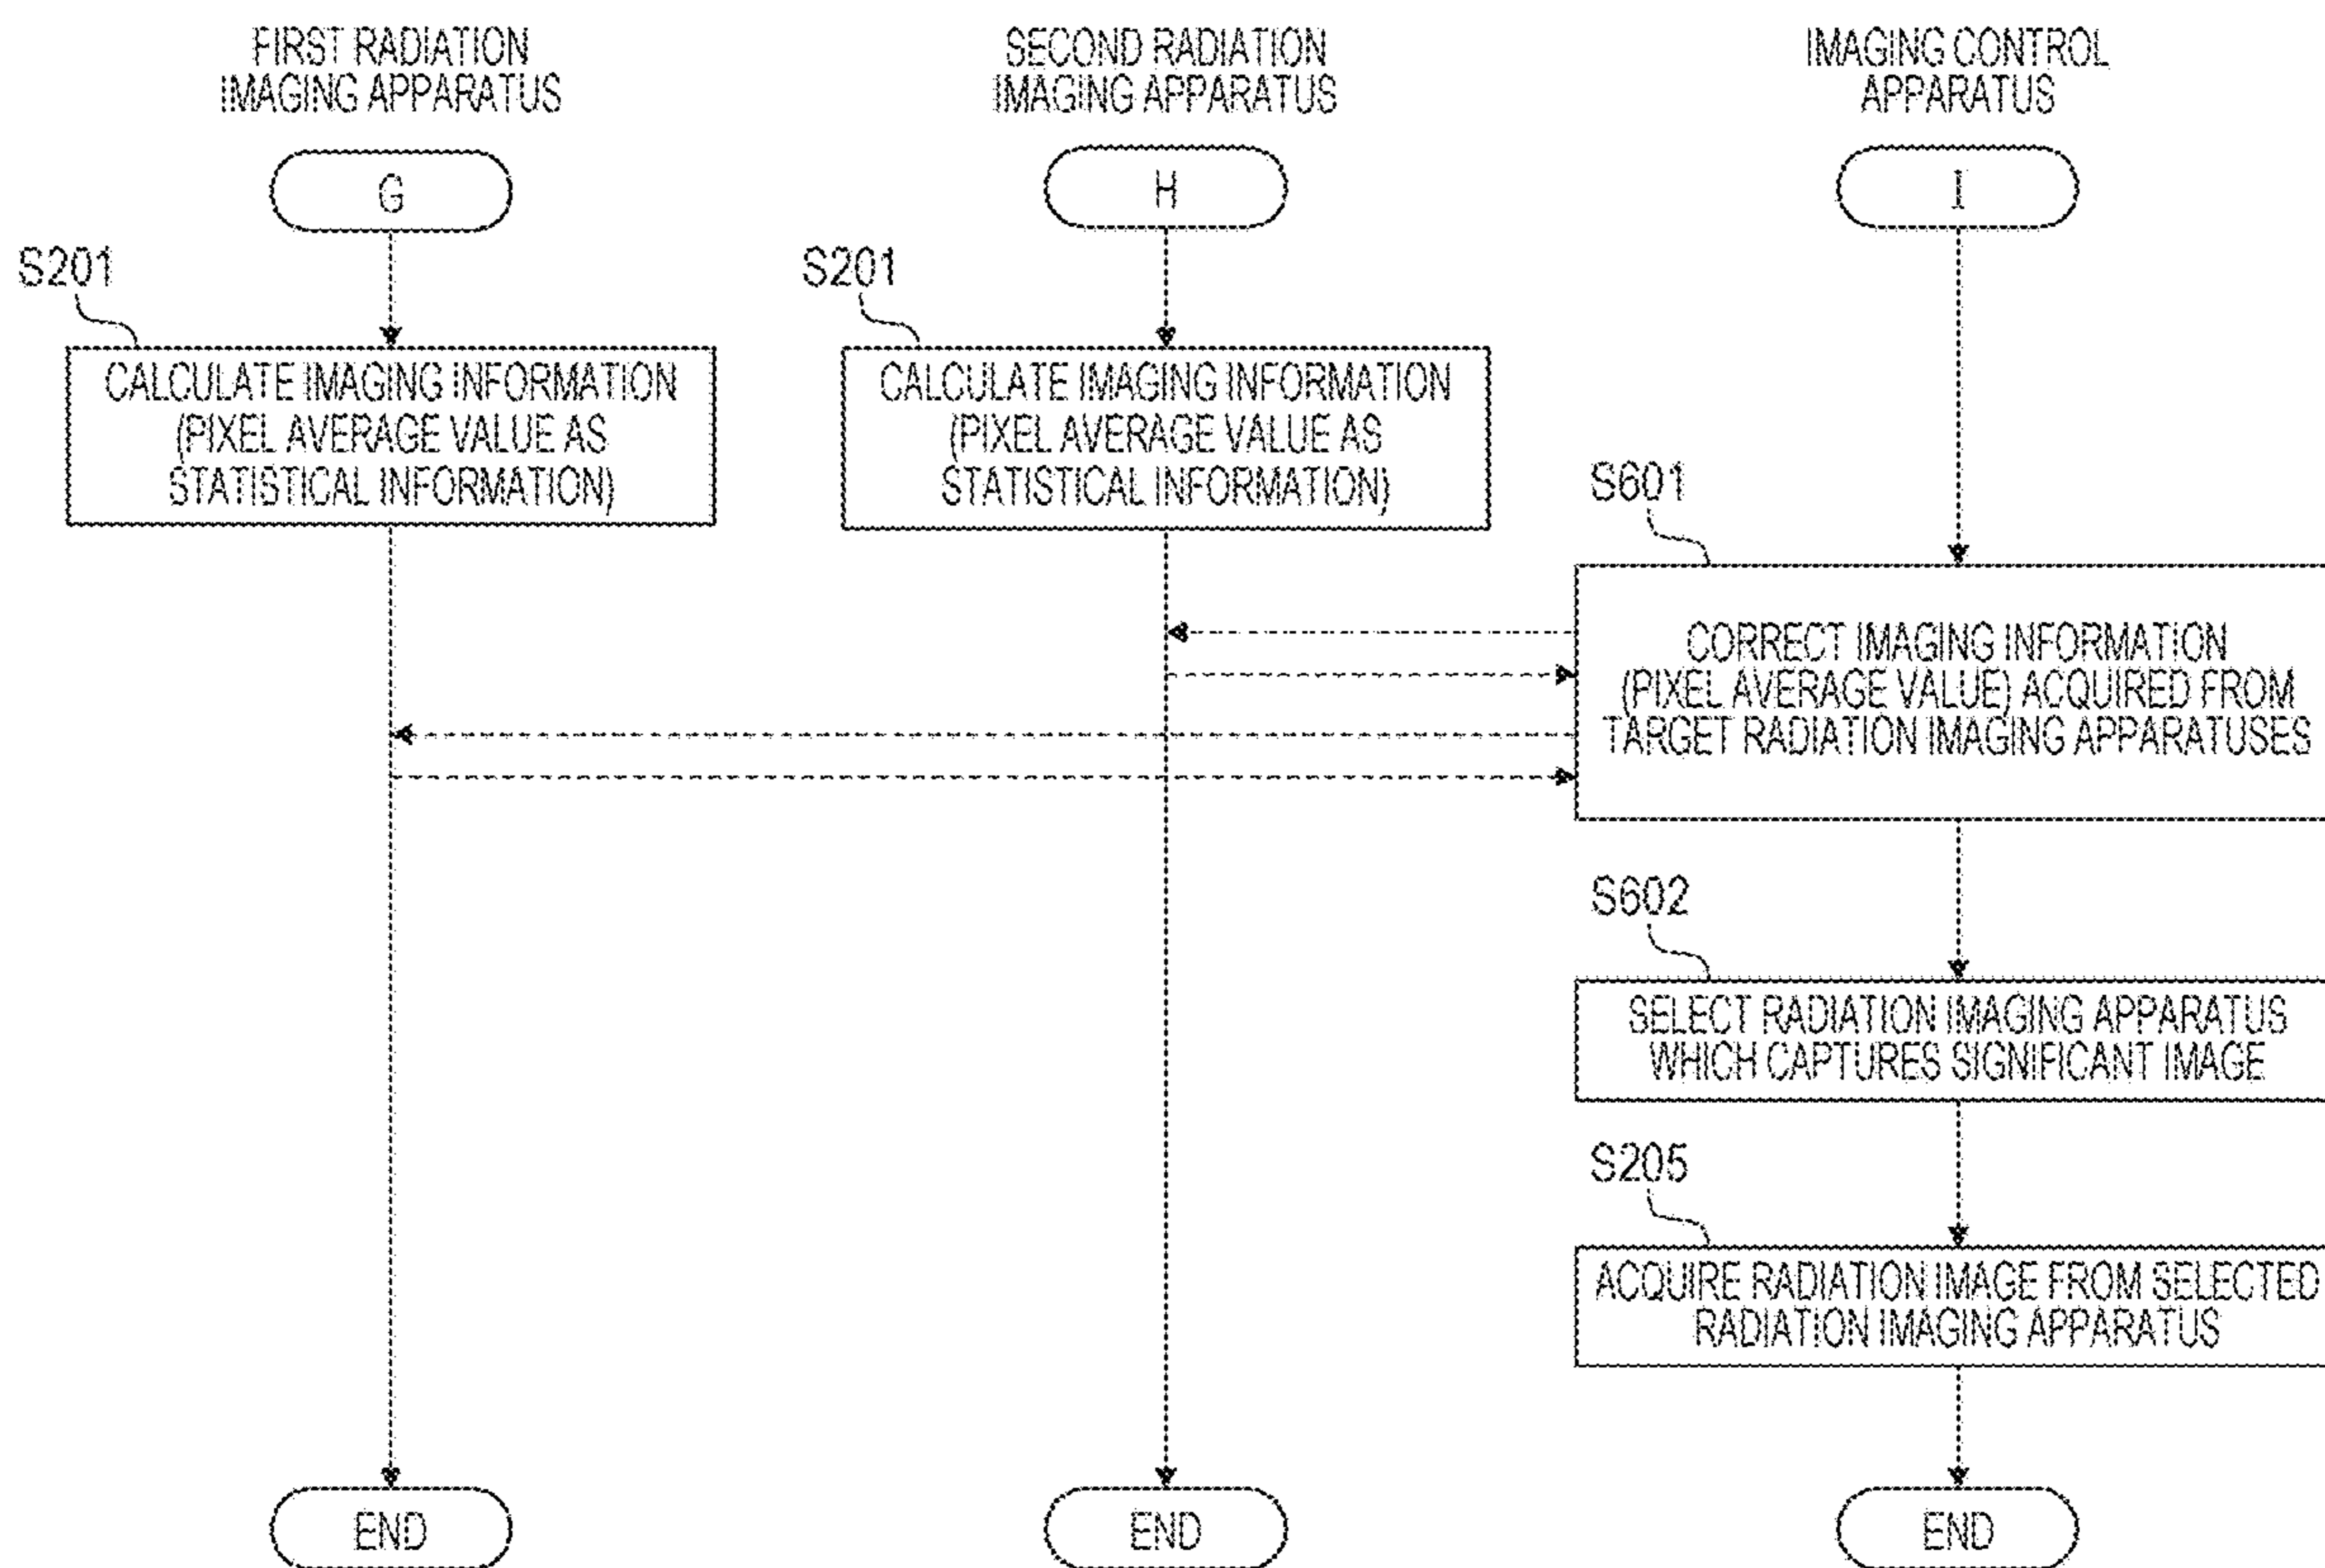 FIRST RADIATION
IMAGING APPARATUS
SECOND RADIATION
IMAGING APPARATUS
IMAGING CONTROL
APPARATUS
G
H
I
S201
S201
CALCULATE IMAGING INFORMATION
(PIXEL AVERAGE VALUE AS
STATISTICAL INFORMATION)
CALCULATE IMAGING INFORMATION
(PIXEL AVERAGE VALUE AS
STATISTICAL INFORMATION)
S601
CORRECT IMAGING INFORMATION
(PIXEL AVERAGE VALUE) ACQUIRED FROM
TARGET RADIATION IMAGING APPARATUSES
S602
SELECT RADIATION IMAGING APPARATUS
WHICH CAPTURES SIGNIFICANT IMAGE
S205
ACQUIRE RADIATION IMAGE FROM SELECTED
RADIATION IMAGING APPARATUS
END
END
END